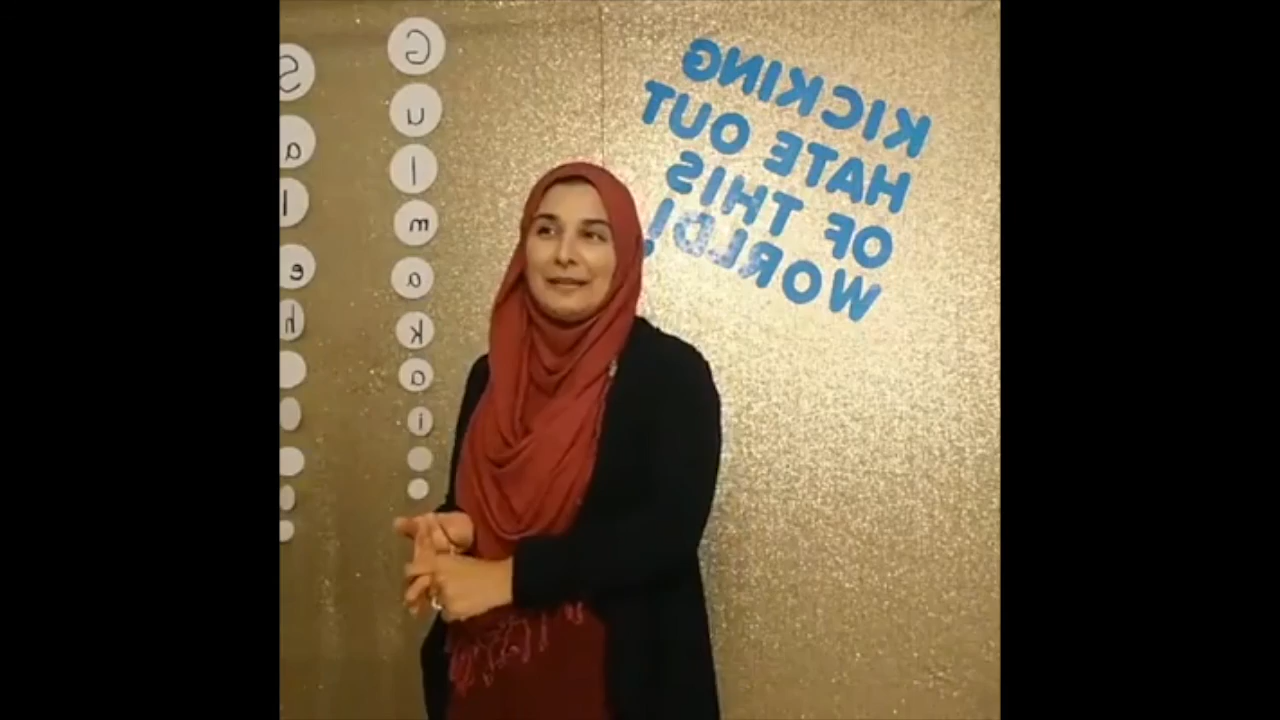 KICKING
HATE OUT
OF THIS
WORLD!
Gulmakai
Saleh